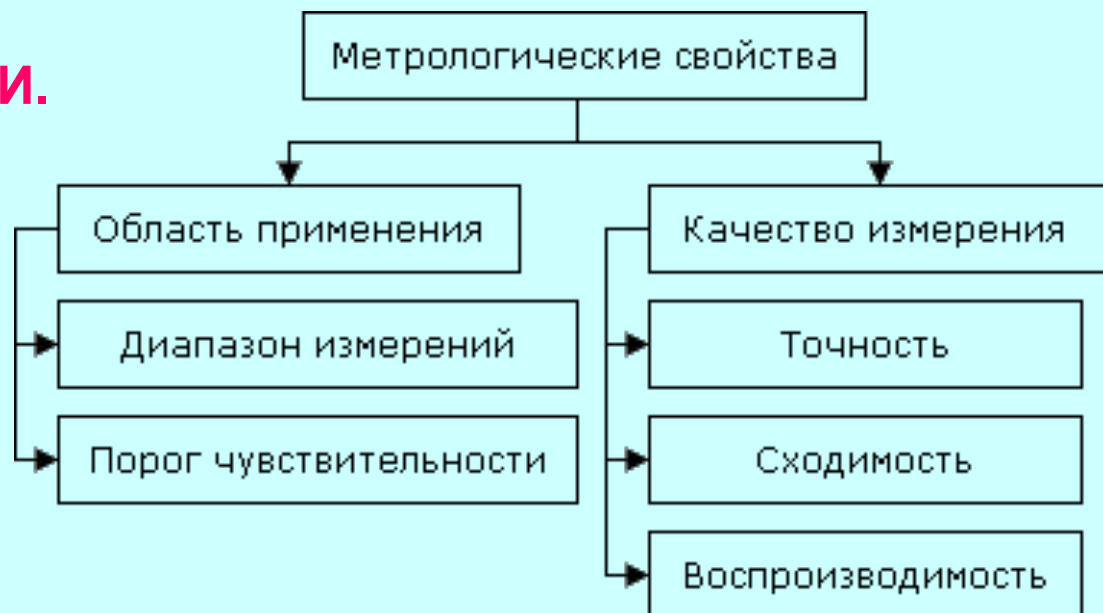 Метрологические свойства
и.
Область применения
Качество измерения
Диапазон измерений
Точность
Порог чувствительности
Сходимость
Воспроизводимость